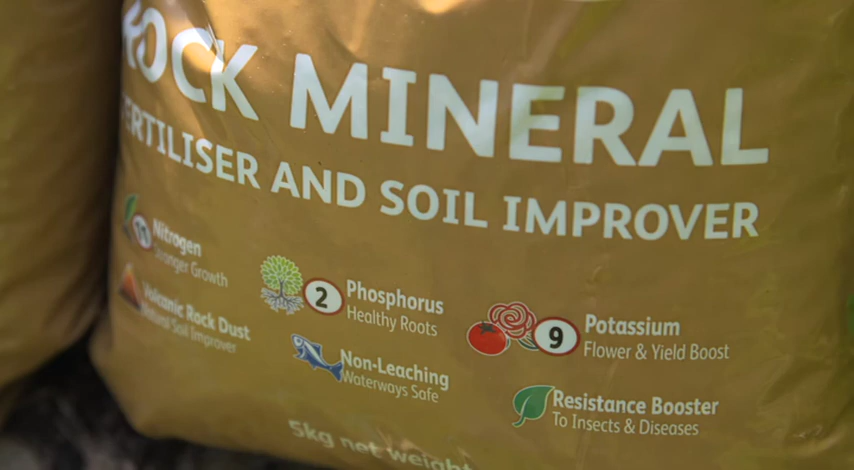 ROCK MINERAL
FERTILISER AND SOIL IMPROVER
11 Nitrogen
Stronger Growth
2 Phosphorus
Healthy Roots
9 Potassium
Flower & Yield Boost
Volcanic Rock Dust
Natural Soil Improver
Non-Leaching
Waterways Safe
Resistance Booster
To Insects & Diseases
5kg net weight